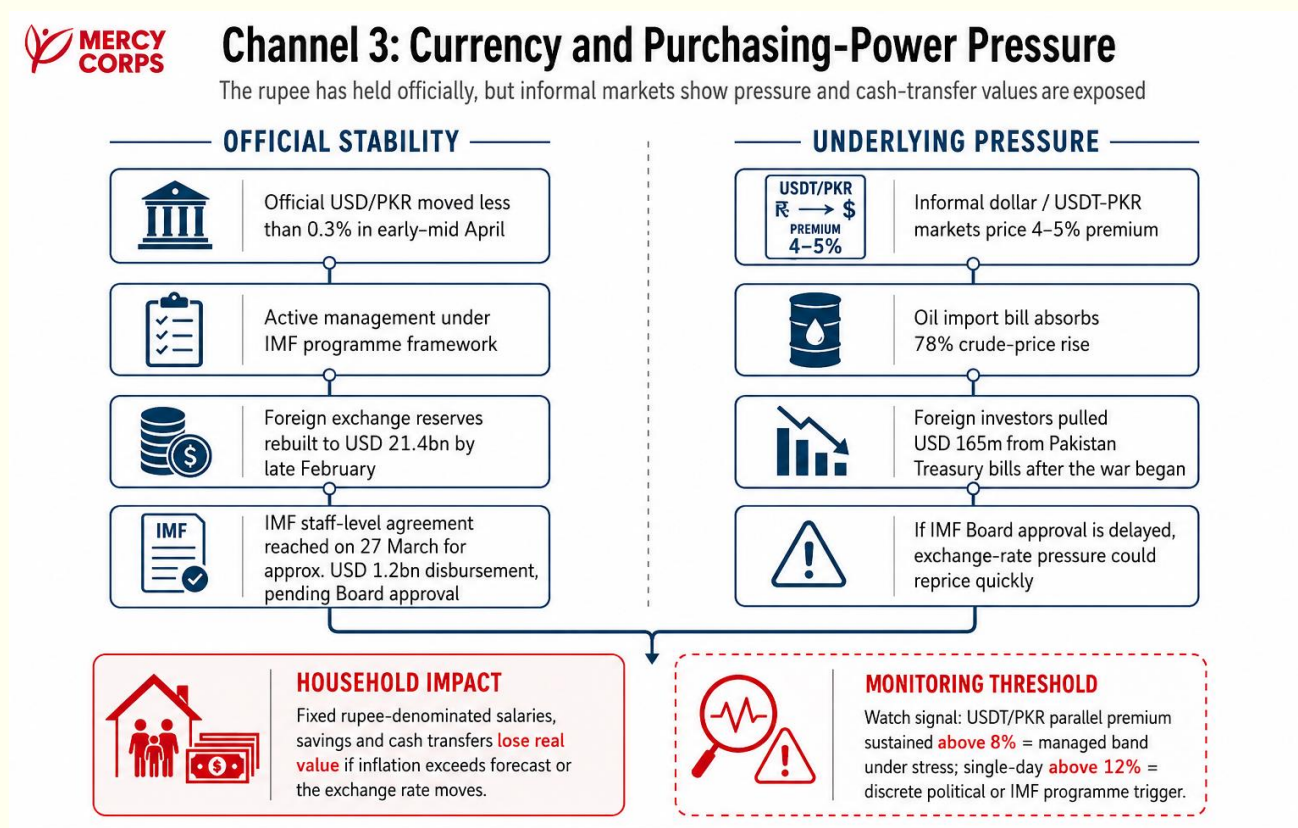 MERCY
CORPS
Channel 3: Currency and Purchasing-Power Pressure
The rupee has held officially, but informal markets show pressure and cash-transfer values are exposed
OFFICIAL STABILITY
Official USD/PKR moved less
than 0.3% in early–mid April
Active management under
IMF programme framework
$
Foreign exchange reserves
rebuilt to USD 21.4bn by
late February
IMF
IMF staff-level agreement
reached on 27 March for
approx. USD 1.2bn disbursement,
pending Board approval
UNDERLYING PRESSURE
USDT/PKR
₹ → $
PREMIUM
4–5%
Informal dollar / USDT-PKR
markets price 4–5% premium
Oil import bill absorbs
78% crude-price rise
Foreign investors pulled
USD 165m from Pakistan
Treasury bills after the war began
If IMF Board approval is delayed,
exchange-rate pressure could
reprice quickly
$
HOUSEHOLD IMPACT
Fixed rupee-denominated salaries,
savings and cash transfers lose real
value if inflation exceeds forecast or
the exchange rate moves.
MONITORING THRESHOLD
Watch signal: USDT/PKR parallel premium
sustained above 8% = managed band
under stress; single-day above 12% =
discrete political or IMF programme trigger.